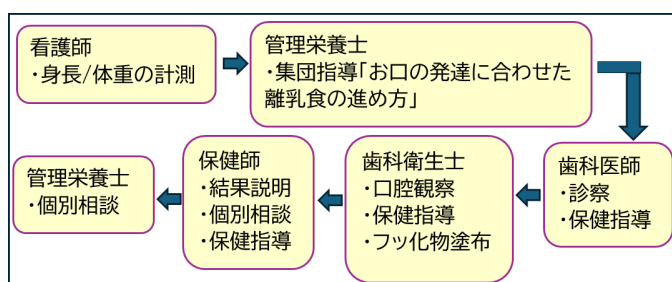 看護師
・身長/体重の計測
管理栄養士
・集団指導「お口の発達に合わせた
離乳食の進め方」
歯科医師
・診察
・保健指導
歯科衛生士
・口腔観察
・保健指導
・フッ化物塗布
保健師
・結果説明
・個別相談
・保健指導
管理栄養士
・個別相談